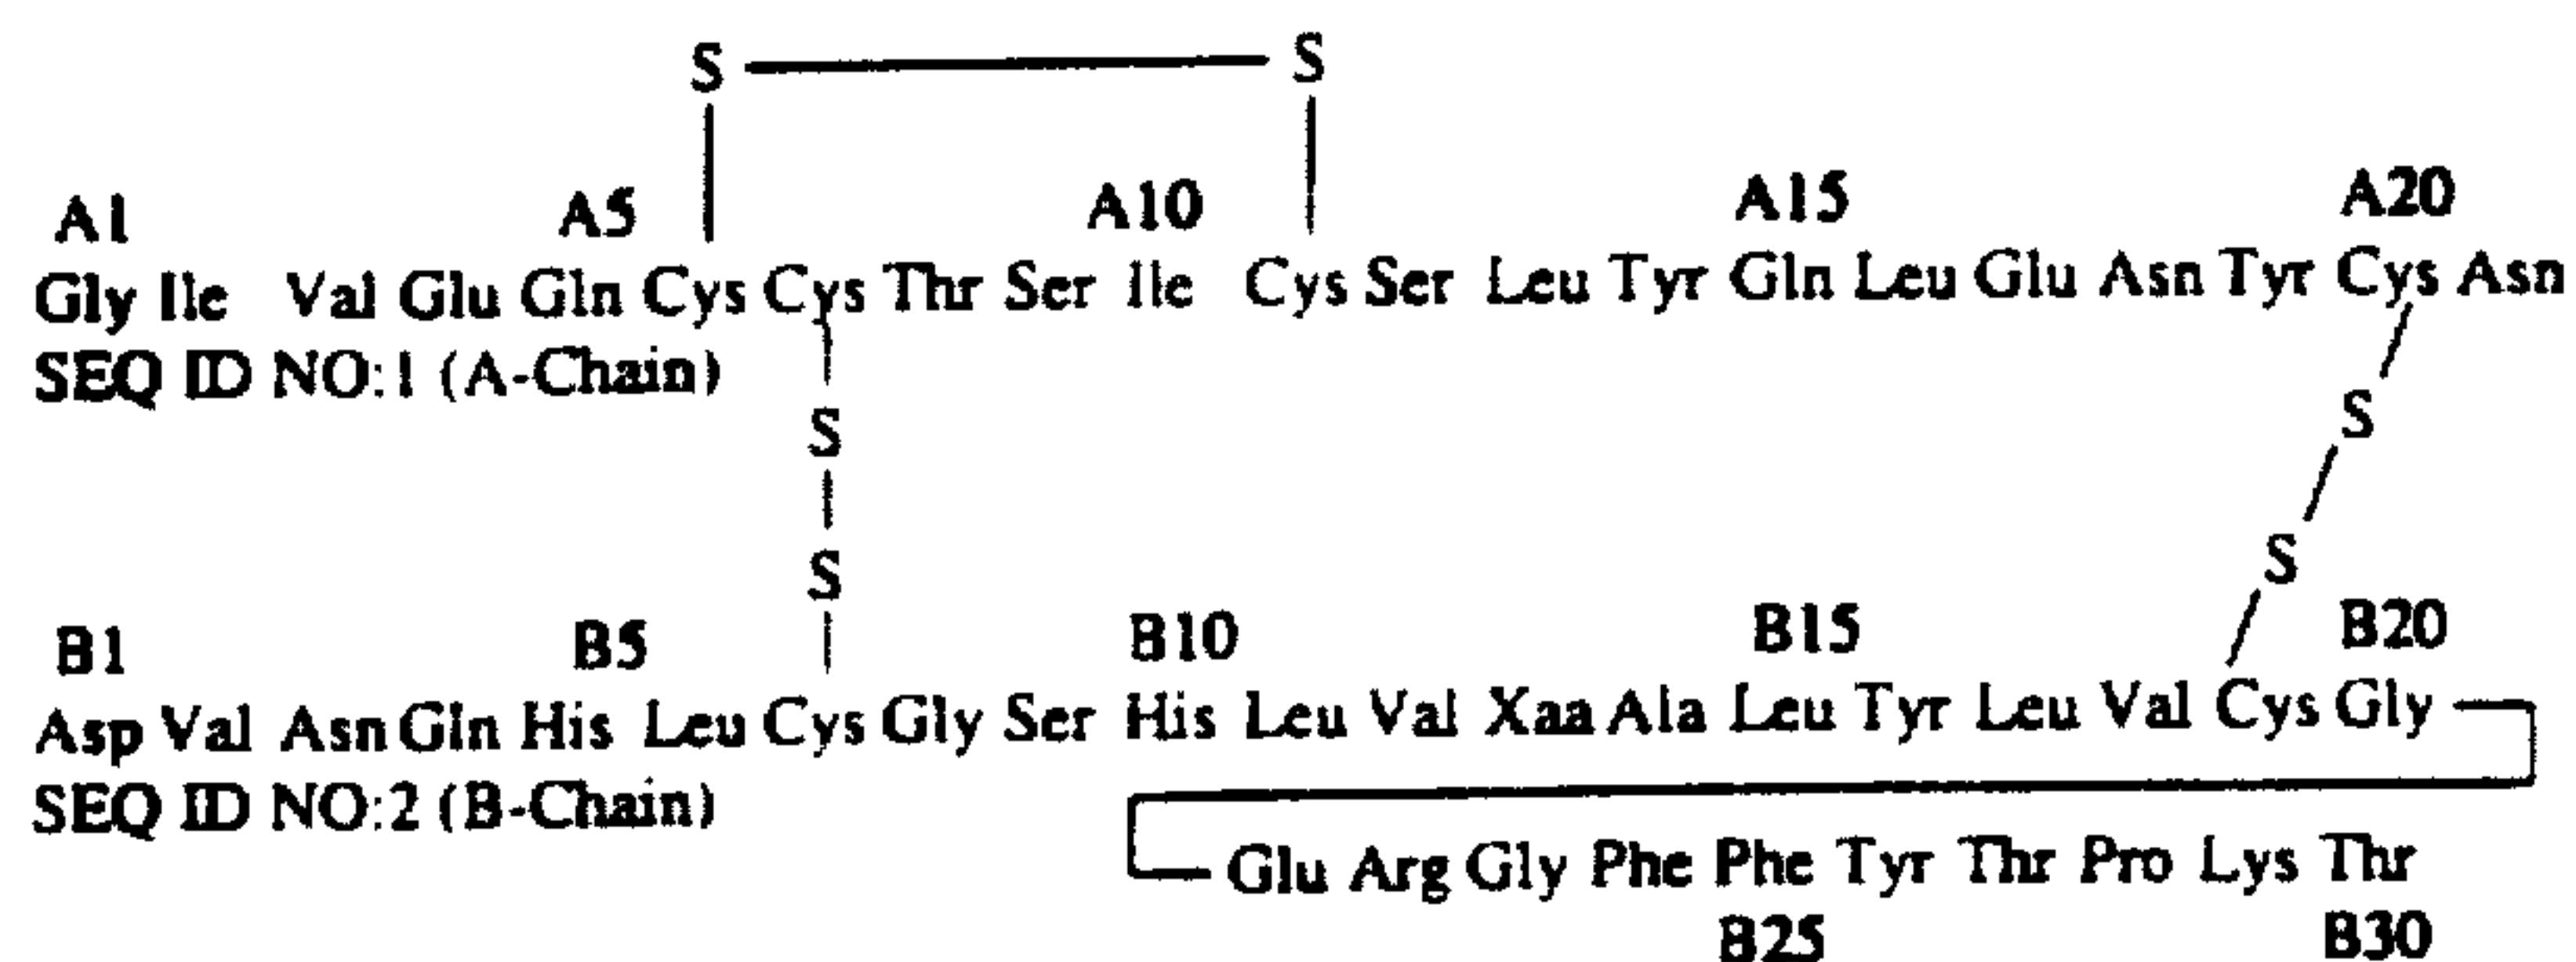 S S
A1 A5 A10 A15 A20
Gly Ile Val Glu Gln Cys Cys Thr Ser Ile Cys Ser Leu Tyr Gln Leu Glu Asn Tyr Cys Asn
SEQ ID NO:1 (A-Chain)
S
S
S
S
B1 B5 B10 B15 B20
Asp Val Asn Gln His Leu Cys Gly Ser His Leu Val Xaa Ala Leu Tyr Leu Val Cys Gly
SEQ ID NO:2 (B-Chain)
Glu Arg Gly Phe Phe Tyr Thr Pro Lys Thr
B25 B30